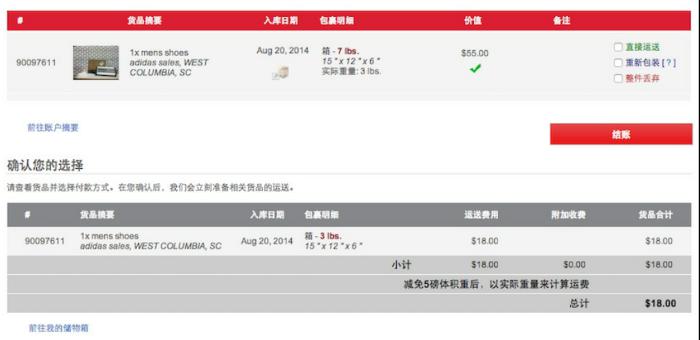 # 货品摘要 入库日期 包裹明细 价值 备注
90097611 1x mens shoes Aug 20, 2014 箱 - 7 lbs. $55.00 直接运送
adidas sales, WEST 15 " x 12 " x 6 " 重新包装 [ ? ]
COLUMBIA, SC 实际重量: 3 lbs. 整件丢弃
前往账户摘要
结账
确认您的选择
请查看货品并选择付款方式。在您确认后，我们会立刻准备相关货品的运送。
# 货品摘要 入库日期 包裹明细 运送费用 附加收费 货品合计
90097611 1x mens shoes Aug 20, 2014 箱 - 3 lbs. $18.00 $18.00
adidas sales, WEST COLUMBIA, SC 15 " x 12 " x 6 "
小计 $18.00 $0.00 $18.00
减免5磅体积重后，以实际重量来计算运费
总计 $18.00
前往我的储物箱